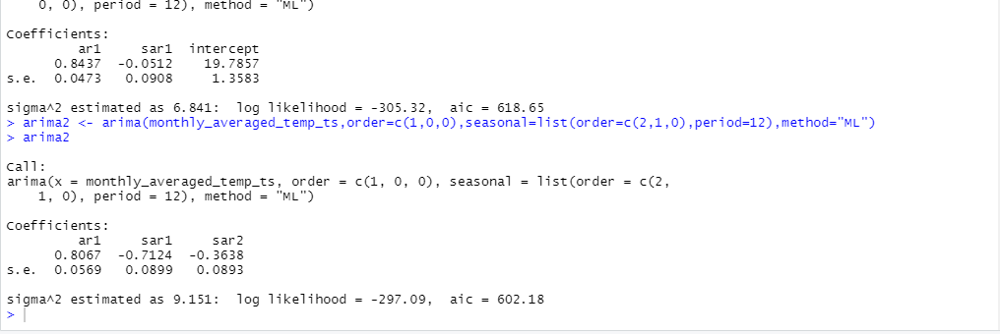 0, 0), period = 12), method = "ML")
Coefficients:
ar1 sar1 intercept
0.8437 -0.0512 19.7857
s.e. 0.0473 0.0908 1.3583
sigma^2 estimated as 6.841: log likelihood = -305.32, aic = 618.65
> arima2 <- arima(monthly_averaged_temp_ts,order=c(1,0,0),seasonal=list(order=c(2,1,0),period=12),method="ML")
> arima2
Call:
arima(x = monthly_averaged_temp_ts, order = c(1, 0, 0), seasonal = list(order = c(2,
1, 0), period = 12), method = "ML")
Coefficients:
ar1 sar1 sar2
0.8067 -0.7124 -0.3638
s.e. 0.0569 0.0899 0.0893
sigma^2 estimated as 9.151: log likelihood = -297.09, aic = 602.18
>